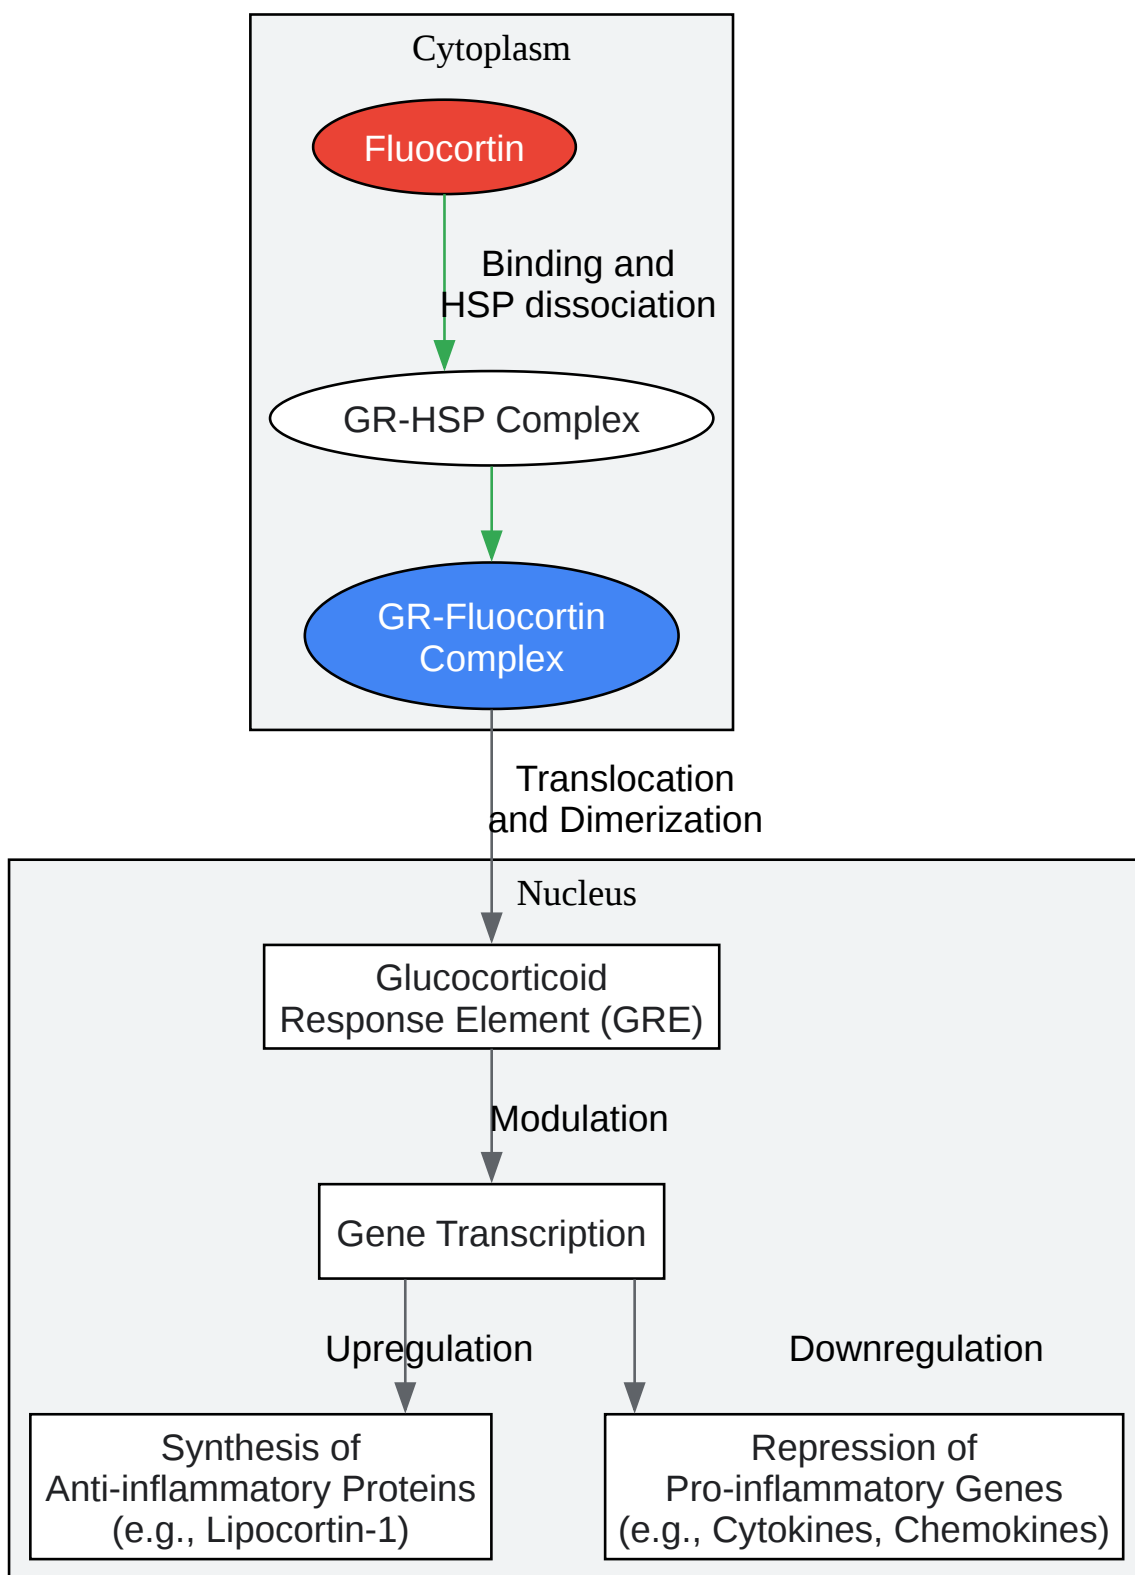 Cytoplasm
Fluocortin
Binding and
HSP dissociation
GR-HSP Complex
GR-Fluocortin
Complex
Translocation
and Dimerization
Nucleus
Glucocorticoid
Response Element (GRE)
Modulation
Gene Transcription
Upregulation
Downregulation
Synthesis of
Anti-inflammatory Proteins
(e.g., Lipocortin-1)
Repression of
Pro-inflammatory Genes
(e.g., Cytokines, Chemokines)